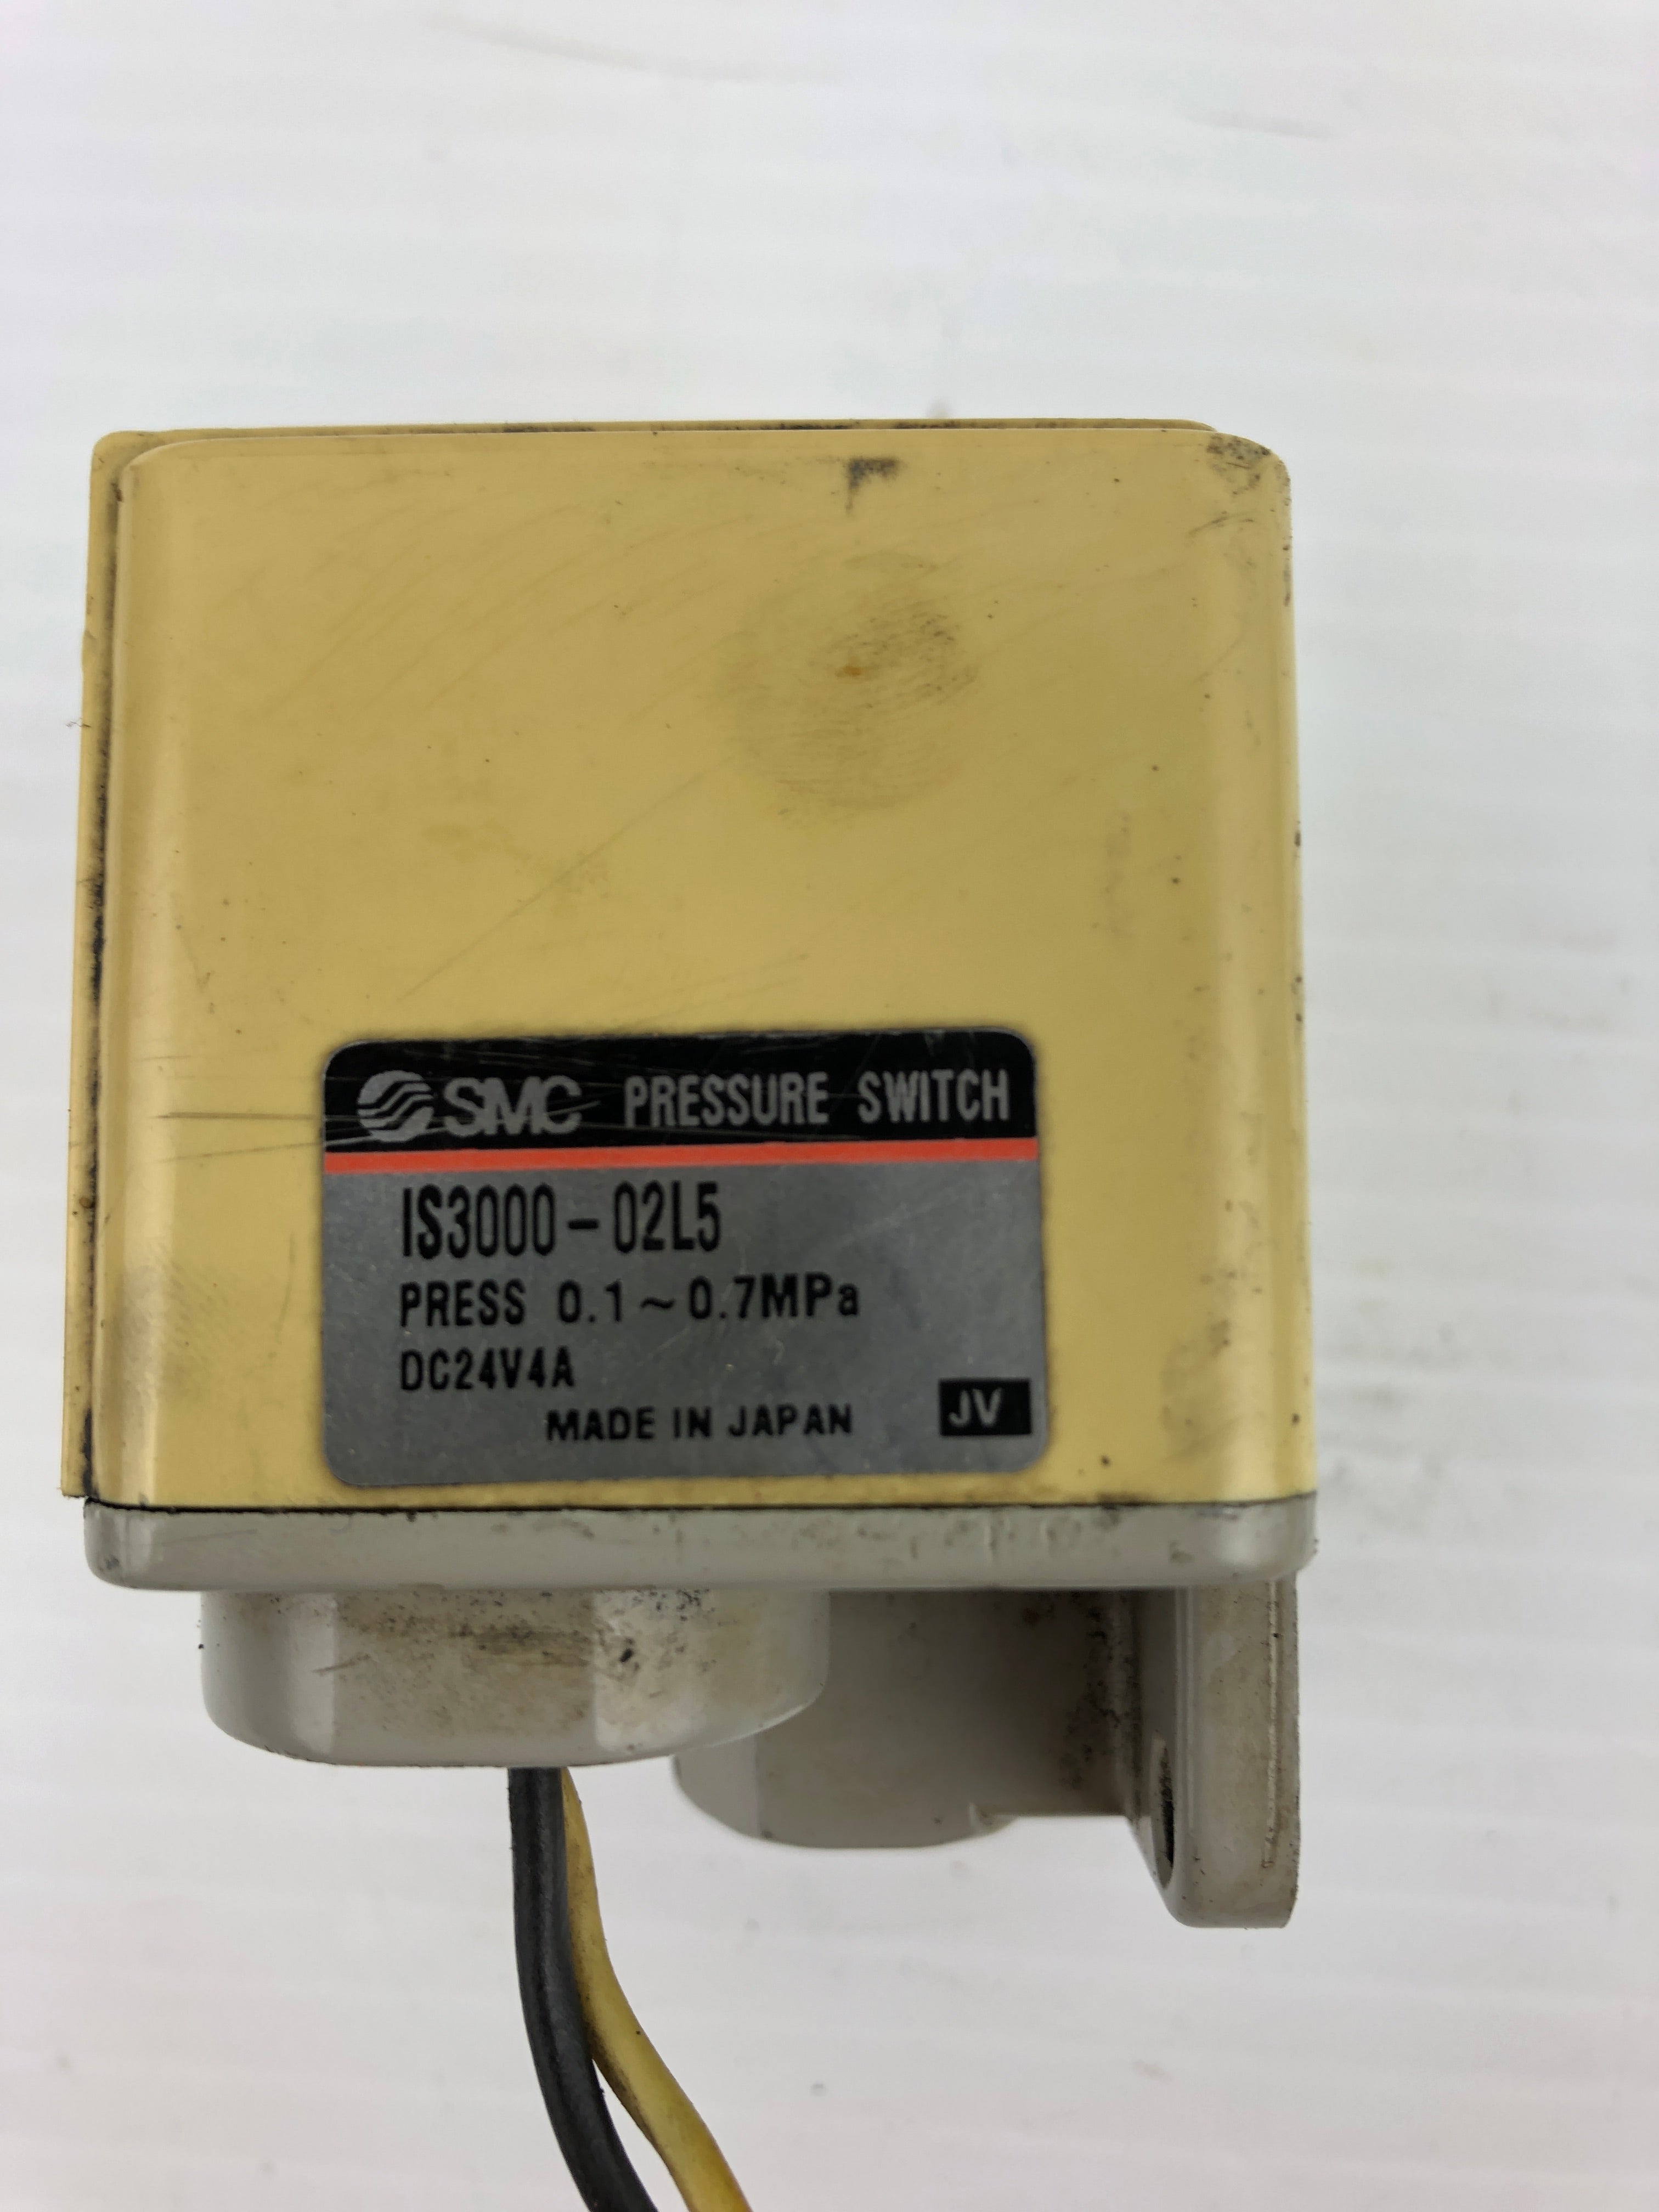 SMC PRESSURE SWITCH
IS3000-02L5
PRESS 0.1~0.7MPa
DC24V4A
MADE IN JAPAN JV